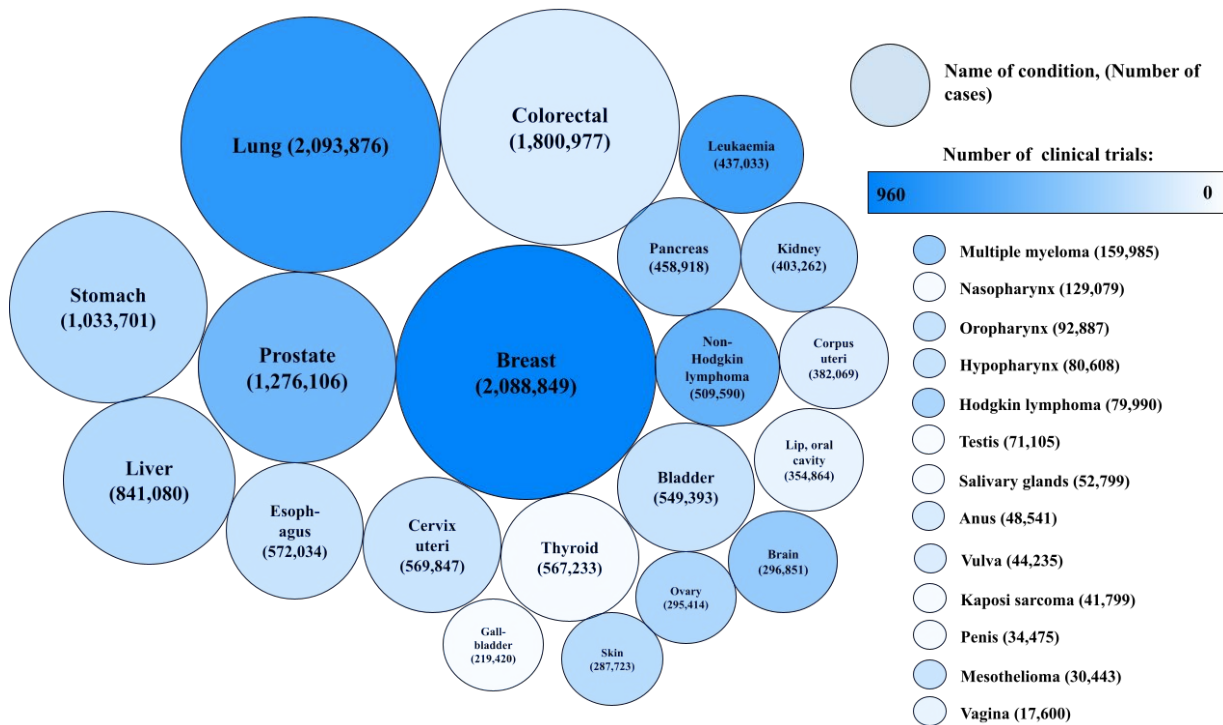 Lung (2,093,876)
Colorectal
(1,800,977)
Leukaemia
(437,033)
Pancreas
(458,918)
Kidney
(403,262)
Stomach
(1,033,701)
Prostate
(1,276,106)
Breast
(2,088,849)
Non-
Hodgkin
lymphoma
(509,590)
Corpus
uteri
(382,069)
Lip, oral
cavity
(354,864)
Liver
(841,080)
Esoph-
agus
(572,034)
Cervix
uteri
(569,847)
Thyroid
(567,233)
Bladder
(549,393)
Brain
(296,851)
Ovary
(295,414)
Gall-
bladder
(219,420)
Skin
(287,723)
Name of condition, (Number of
cases)
Number of clinical trials:
960
0
Multiple myeloma (159,985)
Nasopharynx (129,079)
Oropharynx (92,887)
Hypopharynx (80,608)
Hodgkin lymphoma (79,990)
Testis (71,105)
Salivary glands (52,799)
Anus (48,541)
Vulva (44,235)
Kaposi sarcoma (41,799)
Penis (34,475)
Mesothelioma (30,443)
Vagina (17,600)